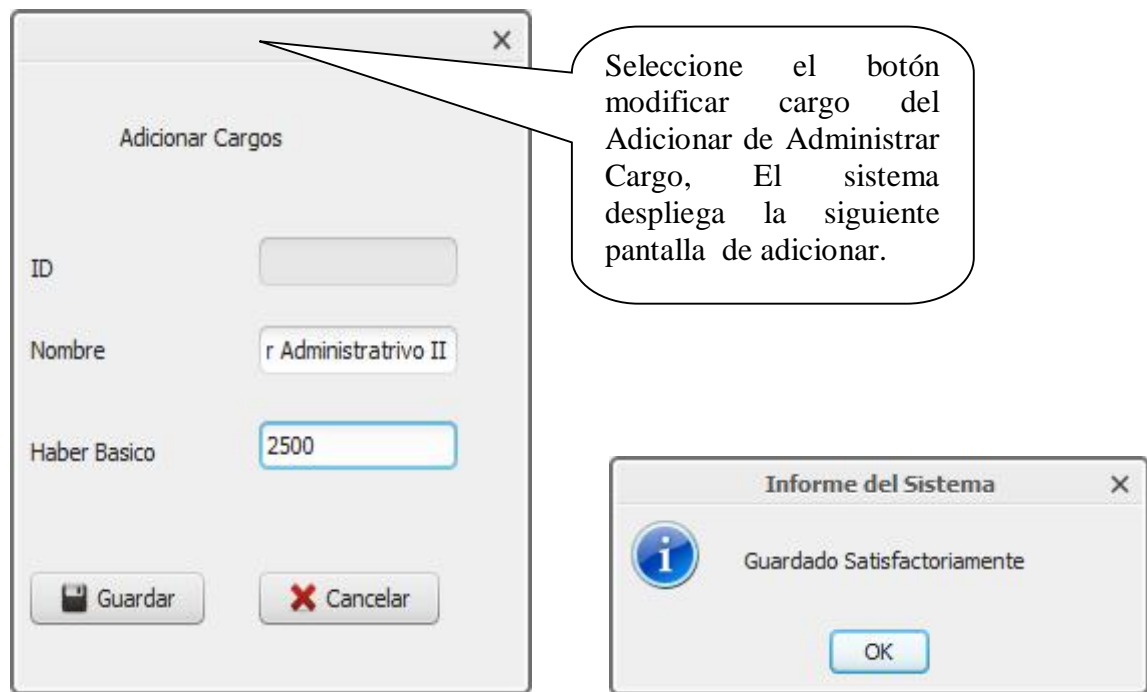 Adicionar Cargos
ID
Nombre
r Administratrivo II
Haber Basico
2500
Guardar
Cancelar
Seleccione el botón
modificar cargo del
Adicionar de Administrar
Cargo, El sistema
despliega la siguiente
pantalla de adicionar.
Informe del Sistema
Guardado Satisfactoriamente
OK